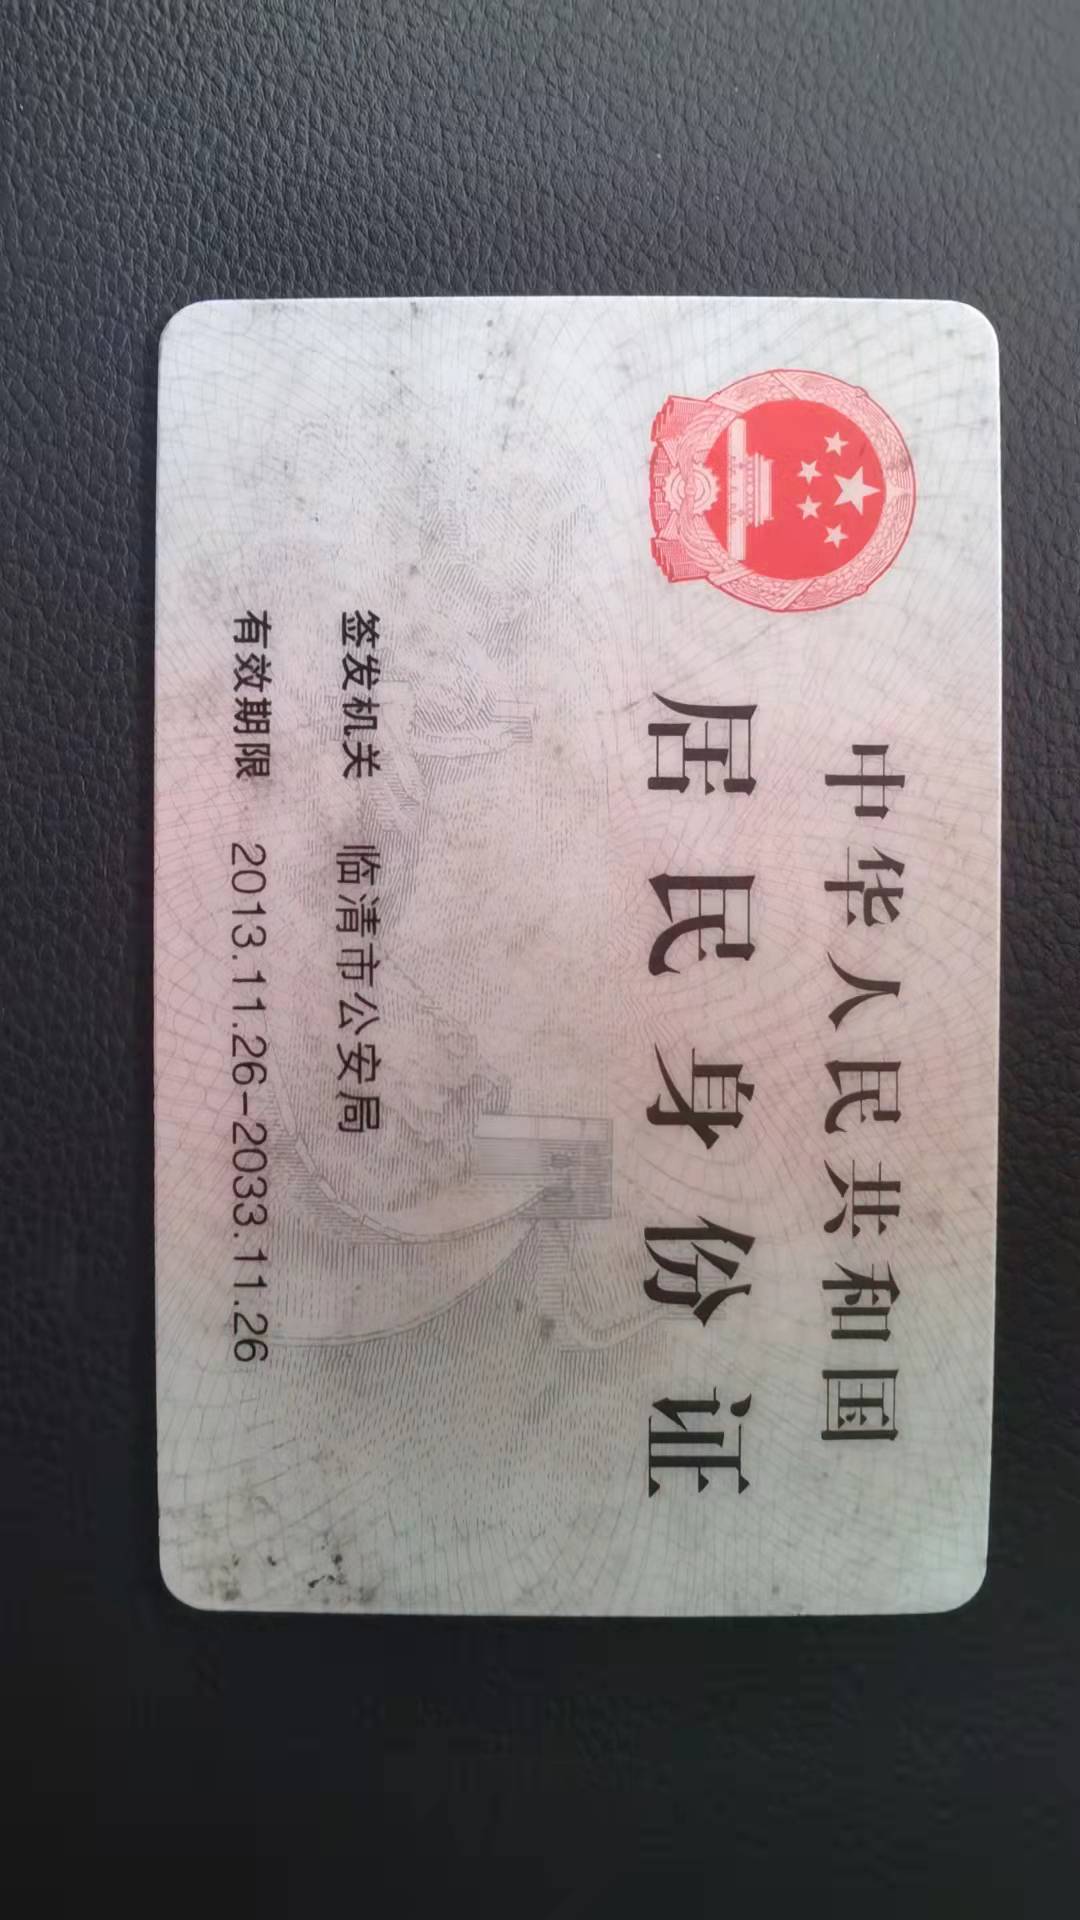 中华人民共和国
居民身份证
签发机关 临清市公安局
有效期限 2013.11.26-2033.11.26